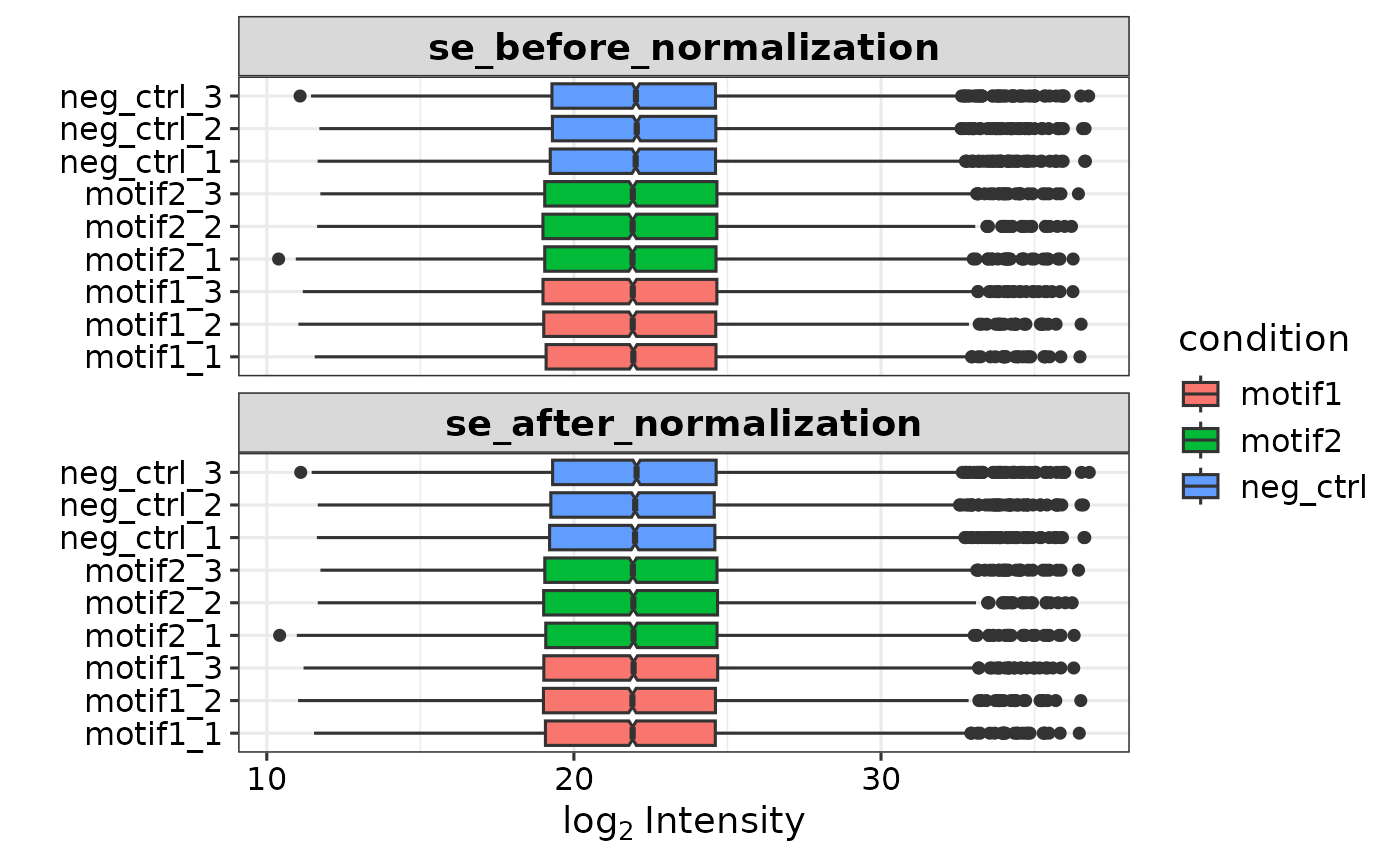 se_before_normalization
neg_ctrl_3
neg_ctrl_2
neg_ctrl_1
motif2_3
motif2_2
motif2_1
motif1_3
motif1_2
motif1_1
se_after_normalization
neg_ctrl_3
neg_ctrl_2
neg_ctrl_1
motif2_3
motif2_2
motif2_1
motif1_3
motif1_2
motif1_1
10 20 30
log₂ Intensity
condition
motif1
motif2
neg_ctrl